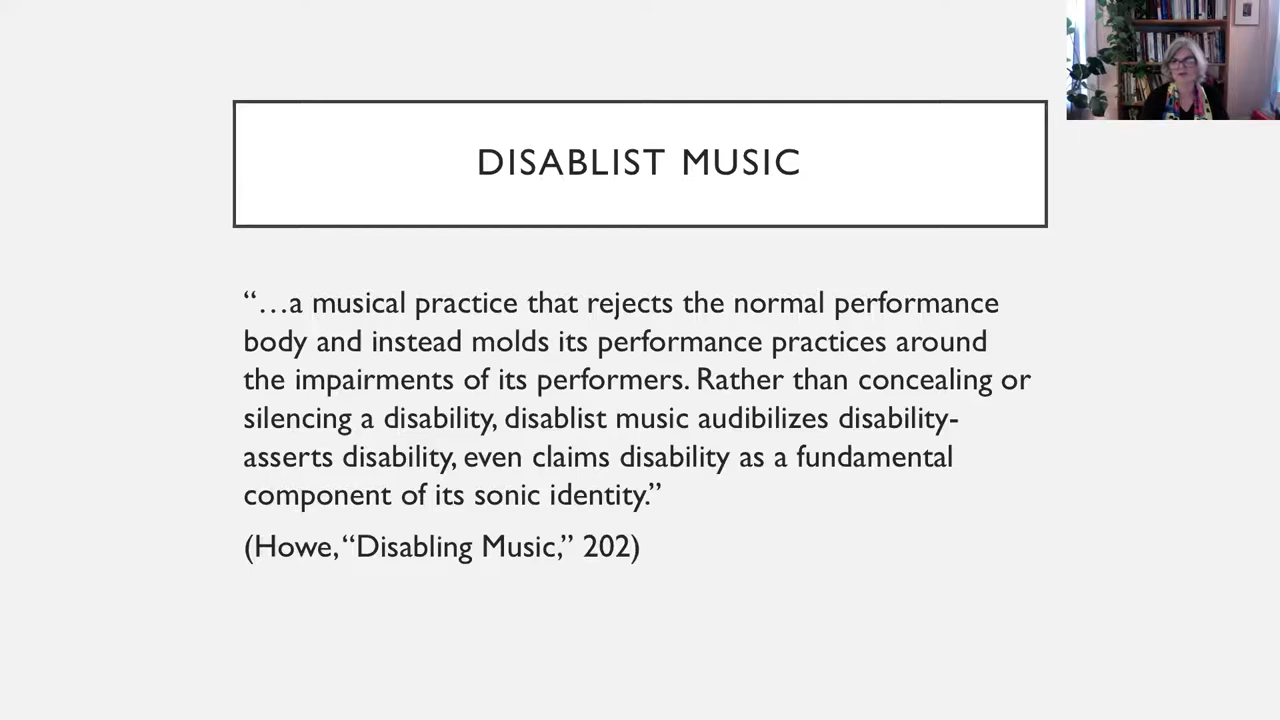 DISABLIST MUSIC
“…a musical practice that rejects the normal performance
body and instead molds its performance practices around
the impairments of its performers. Rather than concealing or
silencing a disability, disablist music audibilizes disability-
asserts disability, even claims disability as a fundamental
component of its sonic identity.”
(Howe, “Disabling Music,” 202)